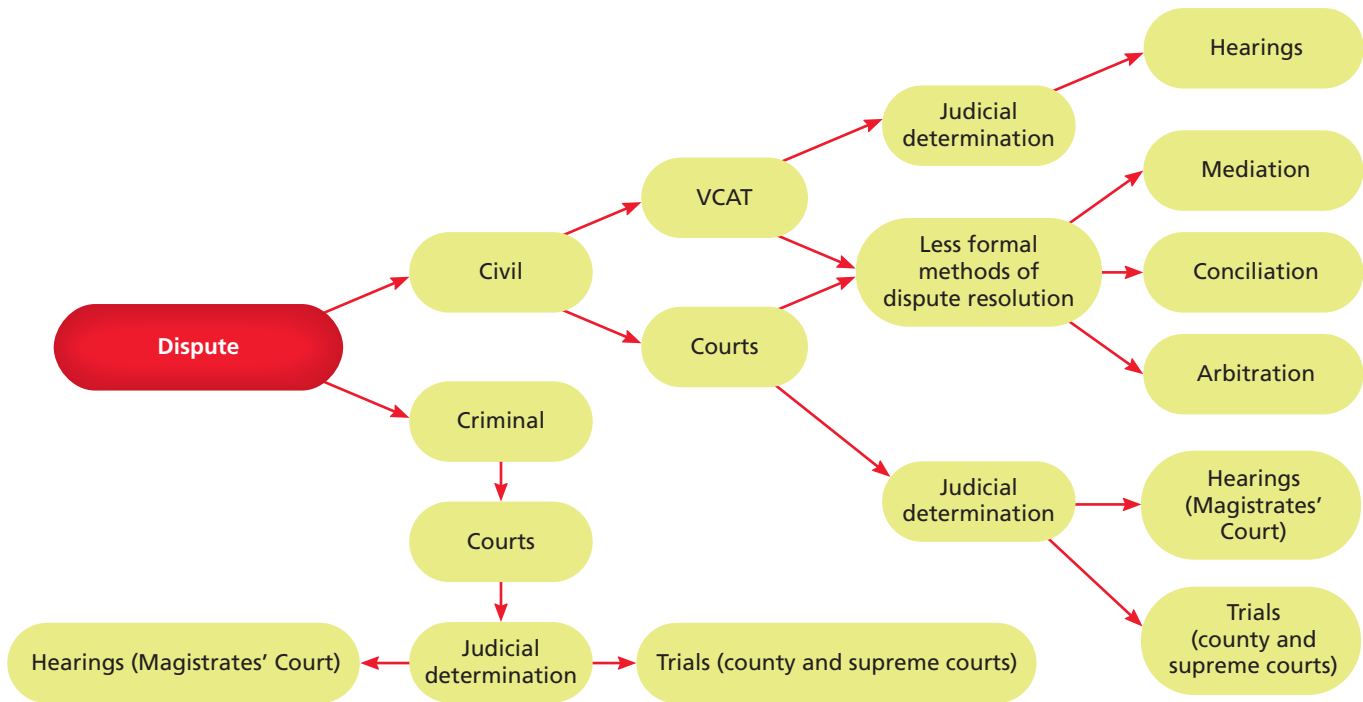 Hearings
Judicial
determination
Mediation
VCAT
Less formal
methods of
dispute resolution
Civil
Conciliation
Dispute
Courts
Arbitration
Criminal
Judicial
determination
Hearings
(Magistrates’
Court)
Courts
Trials
(county and
supreme courts)
Hearings (Magistrates’ Court)
Judicial
determination
Trials (county and supreme courts)